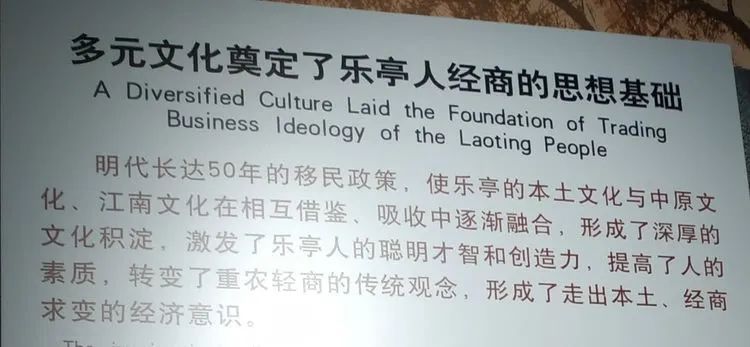 多元文化奠定了乐亭人经商的思想基础
A Diversified Culture Laid the Foundation of Trading
Business Ideology of the Laoting People
明代长达50年的移民政策，使乐亭的本土文化与中原文
化、江南文化在相互借鉴、吸收中逐渐融合，形成了深厚的
文化积淀，激发了乐亭人的聪明才智和创造力，提高了人的
素质，转变了重农轻商的传统观念，形成了走出本土、经商
求变的经济意识。